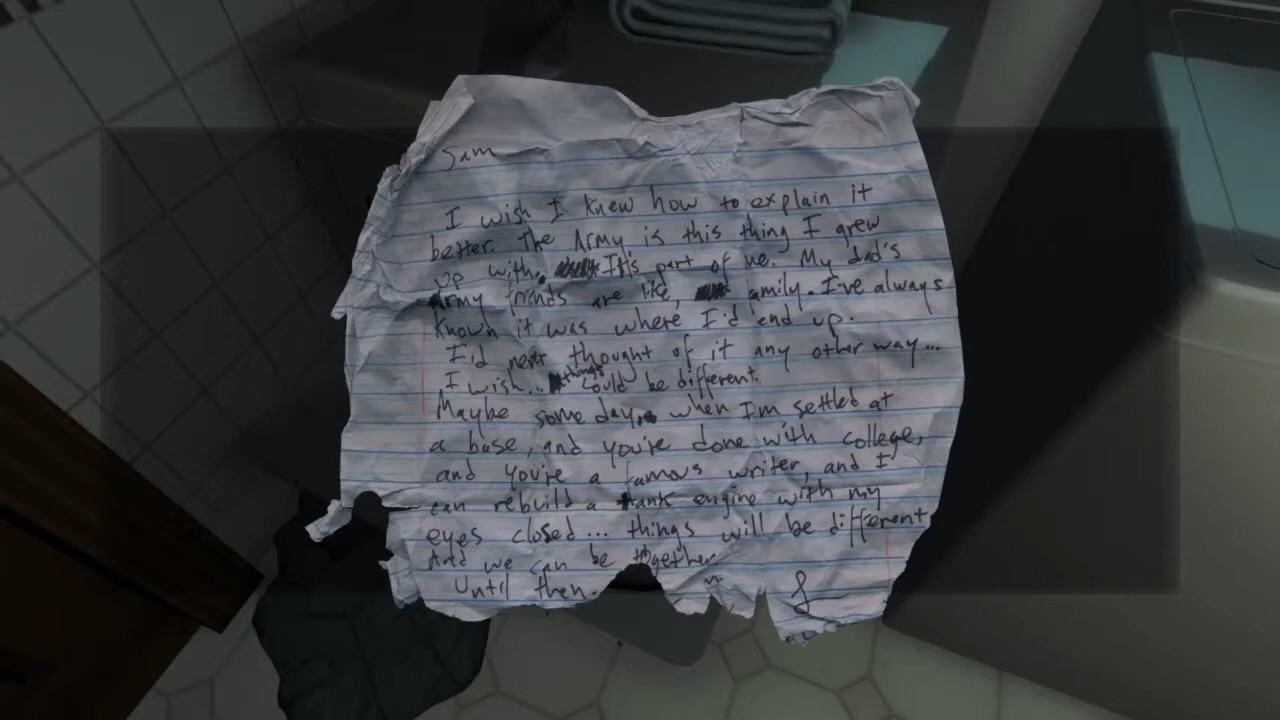 Sam
I wish I knew how to explain it
better. The Army is this thing I grew
up with. It's part of me. My dad's
Army friends are like, family. I've always
known it was where I'd end up.
I'd never thought of it any other way...
I wish... things could be different.
Maybe some day, when I'm settled at
a base, and you're done with college,
and you're a famous writer, and I
can rebuild a tank engine with my
eyes closed... things will be different
And we can be together.
Until then.